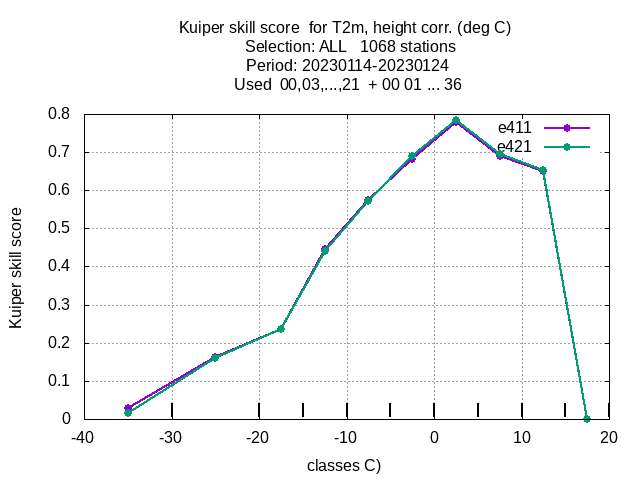 Kuiper skill score  for T2m, height corr. (deg C)
Selection: ALL   1068 stations
Period: 20230114-20230124
Used  00,03,...,21  + 00 01 ... 36
e411
e421
Kuiper skill score
0.8
0.7
0.6
0.5
0.4
0.3
0.2
0.1
0
-40 -30 -20 -10 0 10 20
classes C)